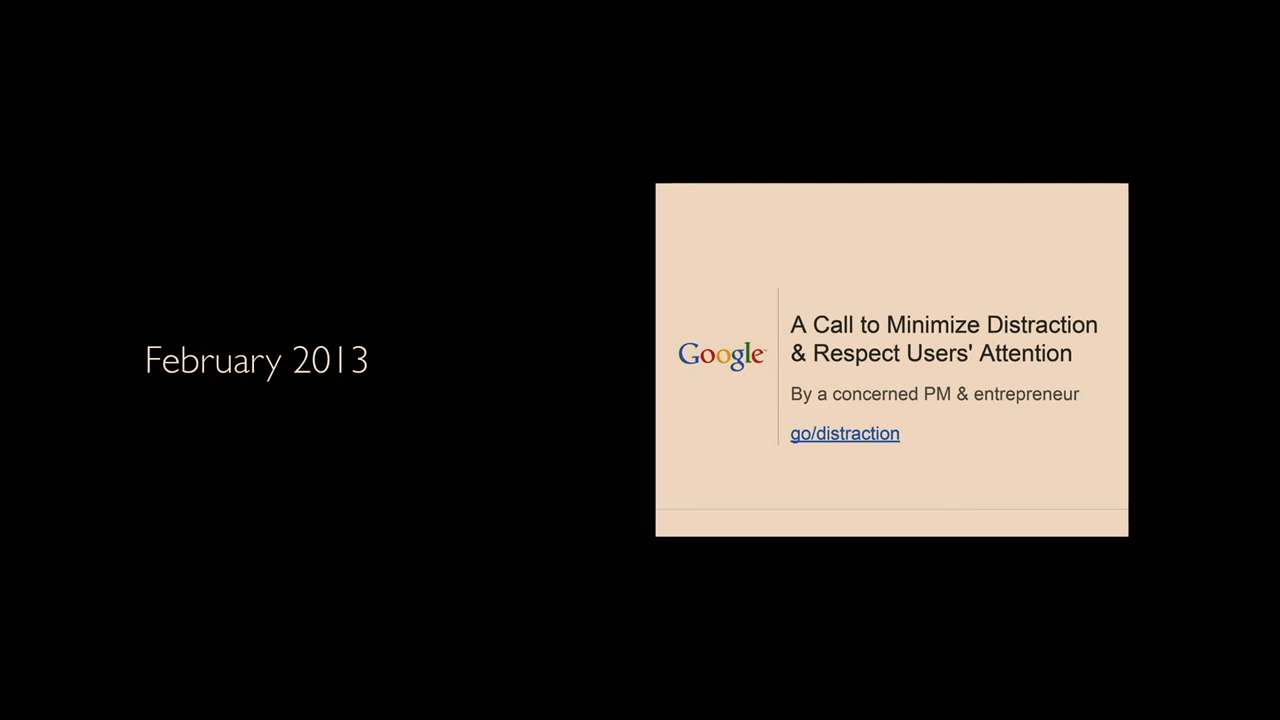 February 2013
Google
A Call to Minimize Distraction
& Respect Users' Attention
By a concerned PM & entrepreneur
go/distraction